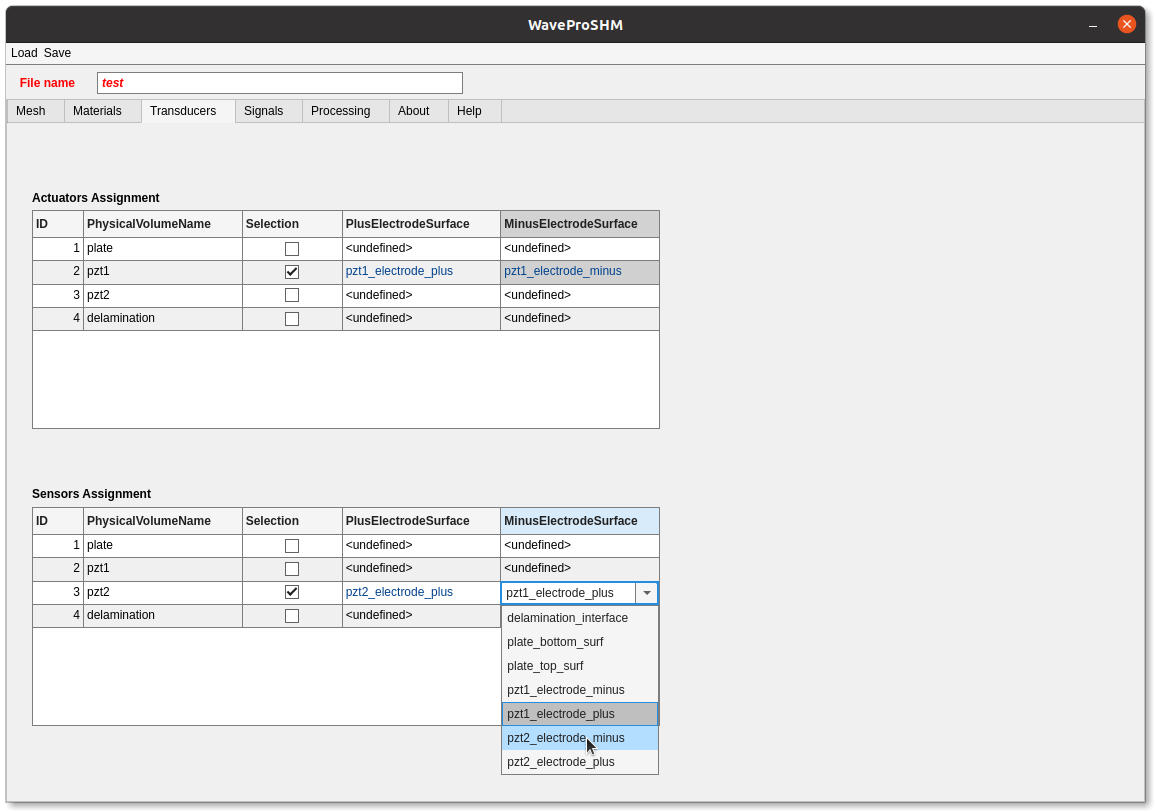 WaveProSHM
Load Save
File name test
Mesh Materials Transducers Signals Processing About Help
Actuators Assignment
ID PhysicalVolumeName Selection PlusElectrodeSurface MinusElectrodeSurface
1 plate <undefined> <undefined>
2 pzt1 pzt1_electrode_plus pzt1_electrode_minus
3 pzt2 <undefined> <undefined>
4 delamination <undefined> <undefined>
Sensors Assignment
ID PhysicalVolumeName Selection PlusElectrodeSurface MinusElectrodeSurface
1 plate <undefined> <undefined>
2 pzt1 <undefined> <undefined>
3 pzt2 pzt2_electrode_plus pzt1_electrode_plus
4 delamination <undefined>
delamination_interface
plate_bottom_surf
plate_top_surf
pzt1_electrode_minus
pzt1_electrode_plus
pzt2_electrode_minus
pzt2_electrode_plus